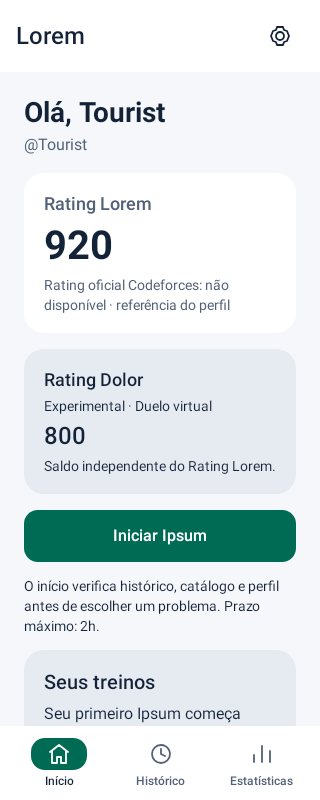 Lorem
Olá, Tourist
@Tourist
Rating Lorem
920
Rating oficial Codeforces: não
disponível · referência do perfil
Rating Dolor
Experimental · Duelo virtual
800
Saldo independente do Rating Lorem.
Iniciar Ipsum
O início verifica histórico, catálogo e perfil
antes de escolher um problema. Prazo
máximo: 2h.
Seus treinos
Seu primeiro Ipsum começa
Início
Histórico
Estatísticas